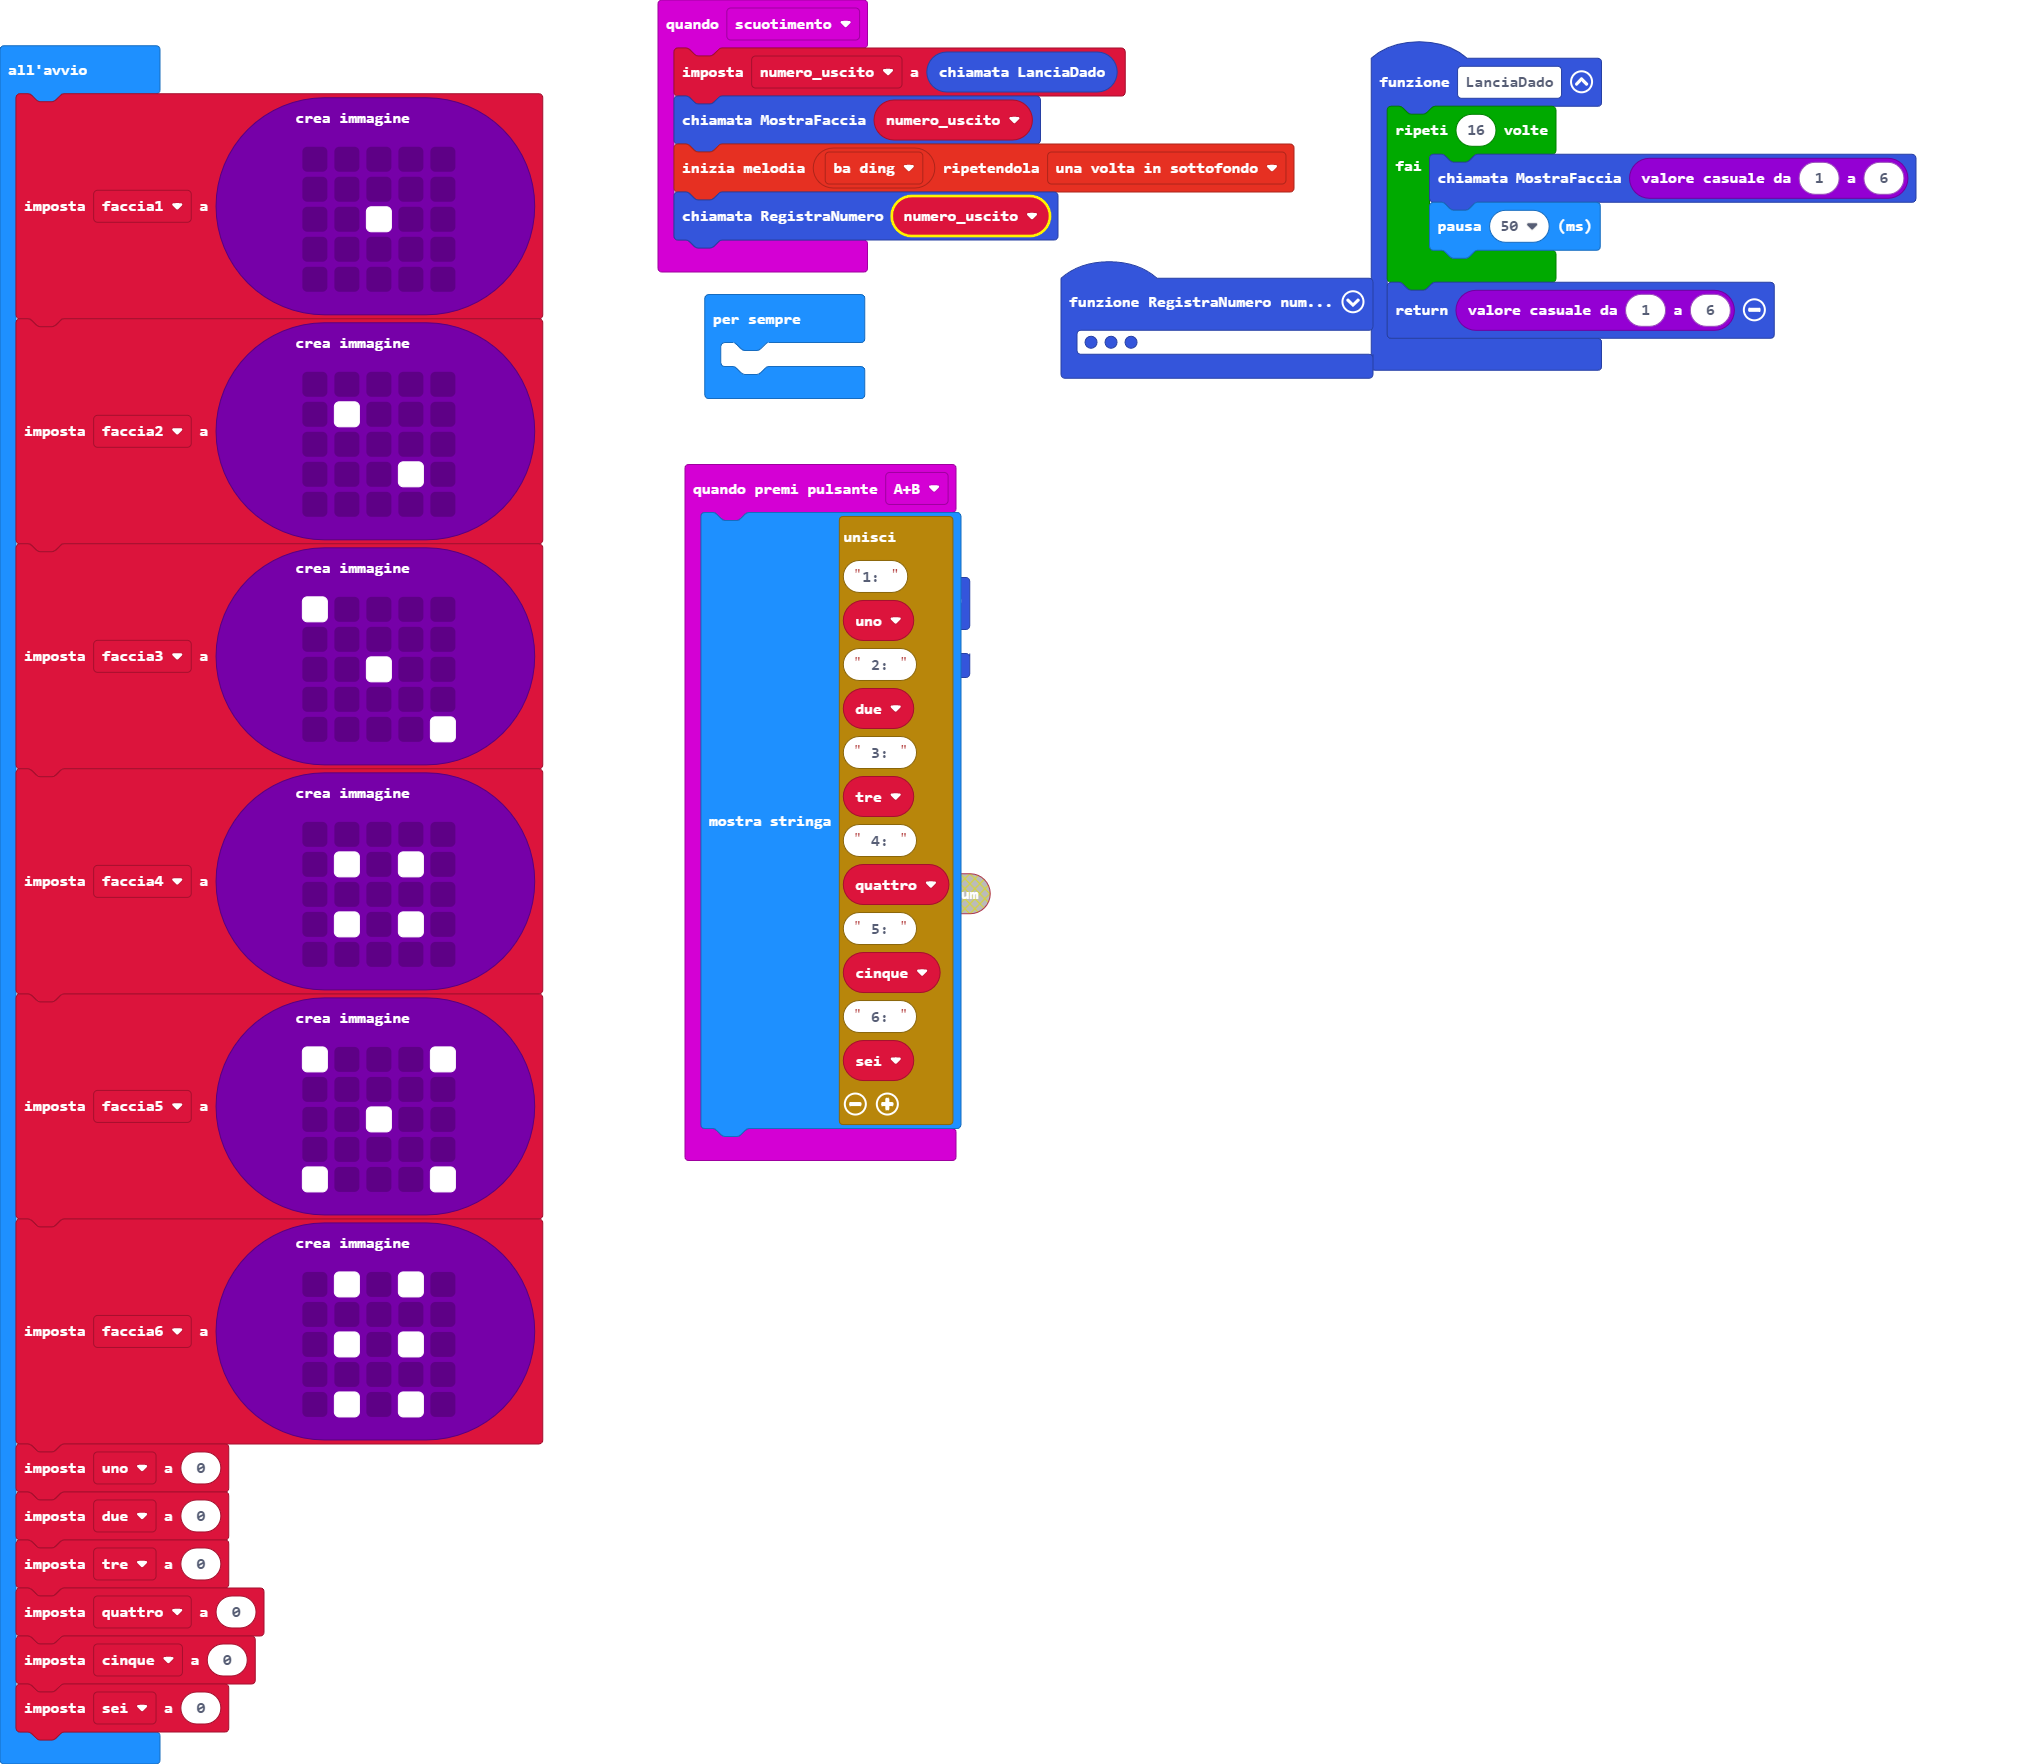 all'avvio
imposta faccia1 a crea immagine
imposta faccia2 a crea immagine
imposta faccia3 a crea immagine
imposta faccia4 a crea immagine
imposta faccia5 a crea immagine
imposta faccia6 a crea immagine
imposta uno a 0
imposta due a 0
imposta tre a 0
imposta quattro a 0
imposta cinque a 0
imposta sei a 0
quando scuotimento
imposta numero_uscito a chiamata LanciaDado
chiamata MostraFaccia numero_uscito
inizia melodia ba ding ripetendola una volta in sottofondo
chiamata RegistraNumero numero_uscito
per sempre
quando premi pulsante A+B
mostra stringa
unisci
"1: "
uno
" 2: "
due
" 3: "
tre
" 4: "
quattro
" 5: "
cinque
" 6: "
sei
um
funzione RegistraNumero num...
funzione LanciaDado
ripeti 16 volte
fai
chiamata MostraFaccia valore casuale da 1 a 6
pausa 50 (ms)
return valore casuale da 1 a 6